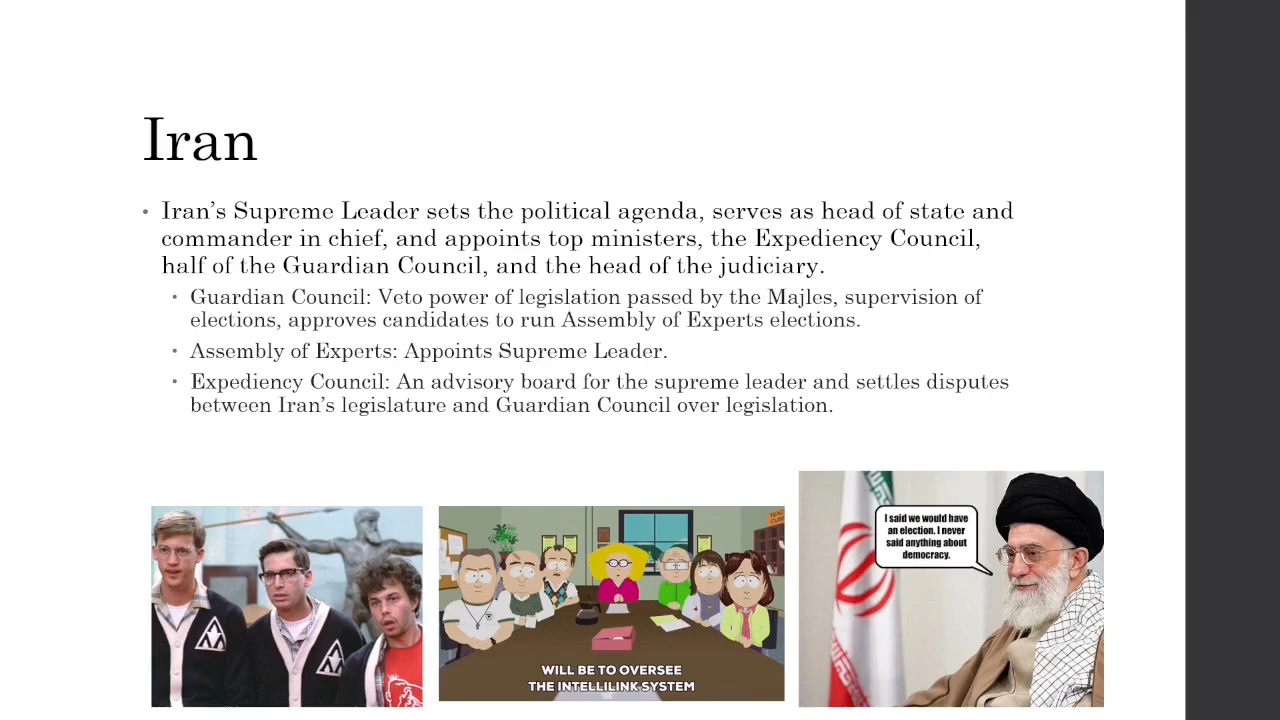 Iran
• Iran’s Supreme Leader sets the political agenda, serves as head of state and
commander in chief, and appoints top ministers, the Expediency Council,
half of the Guardian Council, and the head of the judiciary.
• Guardian Council: Veto power of legislation passed by the Majles, supervision of
elections, approves candidates to run Assembly of Experts elections.
• Assembly of Experts: Appoints Supreme Leader.
• Expediency Council: An advisory board for the supreme leader and settles disputes
between Iran’s legislature and Guardian Council over legislation.
WILL BE TO OVERSEE
THE INTELLILINK SYSTEM
I said we would have
an election. I never
said anything about
democracy.